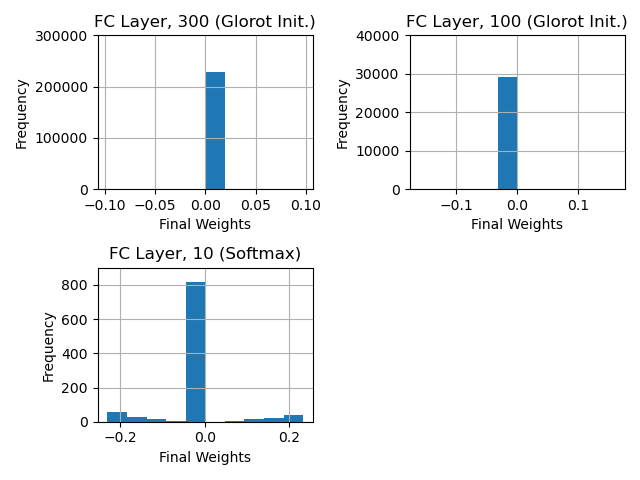 FC Layer, 300 (Glorot Init.)
300000
200000
100000
0
Frequency
−0.10 −0.05 0.00 0.05 0.10
Final Weights
FC Layer, 100 (Glorot Init.)
40000
30000
20000
10000
0
Frequency
−0.1 0.0 0.1
Final Weights
FC Layer, 10 (Softmax)
800
600
400
200
0
Frequency
−0.2 0.0 0.2
Final Weights